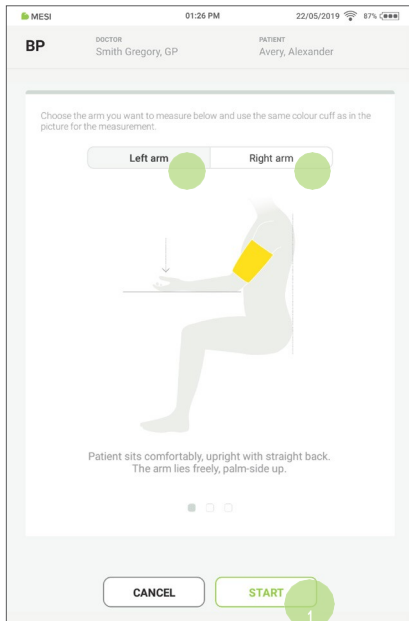 MESI 01:26 PM 22/05/2019 87%
BP
DOCTOR
Smith Gregory, GP
PATIENT
Avery, Alexander
Choose the arm you want to measure below and use the same colour cuff as in the
picture for the measurement.
Left arm Right arm
Patient sits comfortably, upright with straight back.
The arm lies freely, palm-side up.
CANCEL START
1